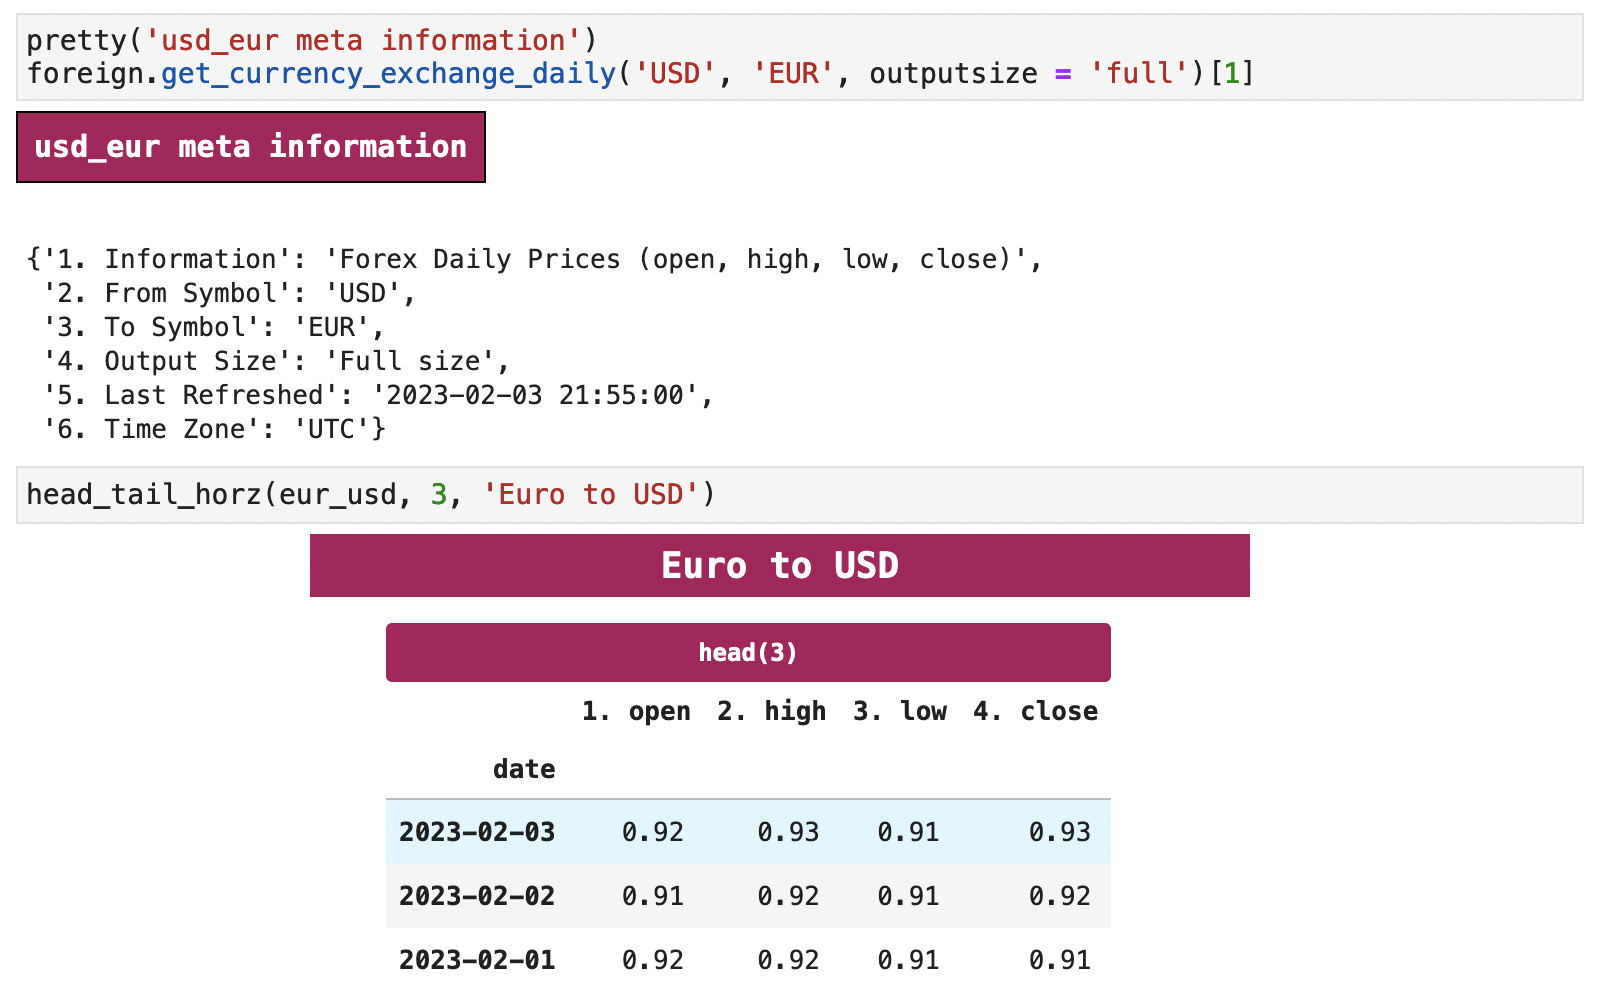 pretty('usd_eur meta information')
foreign.get_currency_exchange_daily('USD', 'EUR', outputsize = 'full')[1]
usd_eur meta information
{'1. Information': 'Forex Daily Prices (open, high, low, close)',
'2. From Symbol': 'USD',
'3. To Symbol': 'EUR',
'4. Output Size': 'Full size',
'5. Last Refreshed': '2023-02-03 21:55:00',
'6. Time Zone': 'UTC'}
head_tail_horz(eur_usd, 3, 'Euro to USD')
Euro to USD
head(3)
1. open 2. high 3. low 4. close
date
2023-02-03 0.92 0.93 0.91 0.93
2023-02-02 0.91 0.92 0.91 0.92
2023-02-01 0.92 0.92 0.91 0.91